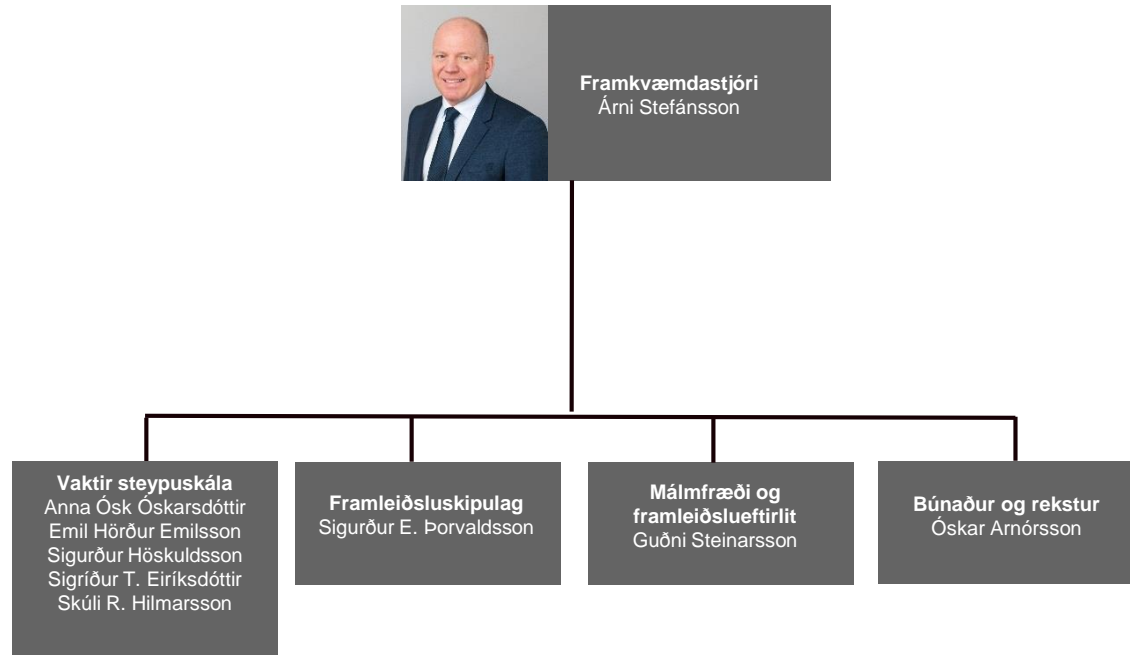 Framkvæmdastjóri
Árni Stefánsson
Vaktir steypuskála
Anna Ósk Óskarsdóttir
Emil Hörður Emilsson
Sigurður Höskuldsson
Sigríður T. Eiríksdóttir
Skúli R. Hilmarsson
Framleiðsluskipulag
Sigurður E. Þorvaldsson
Málmfræði og
framleiðslueftirlit
Guðni Steinarsson
Búnaður og rekstur
Óskar Arnórsson